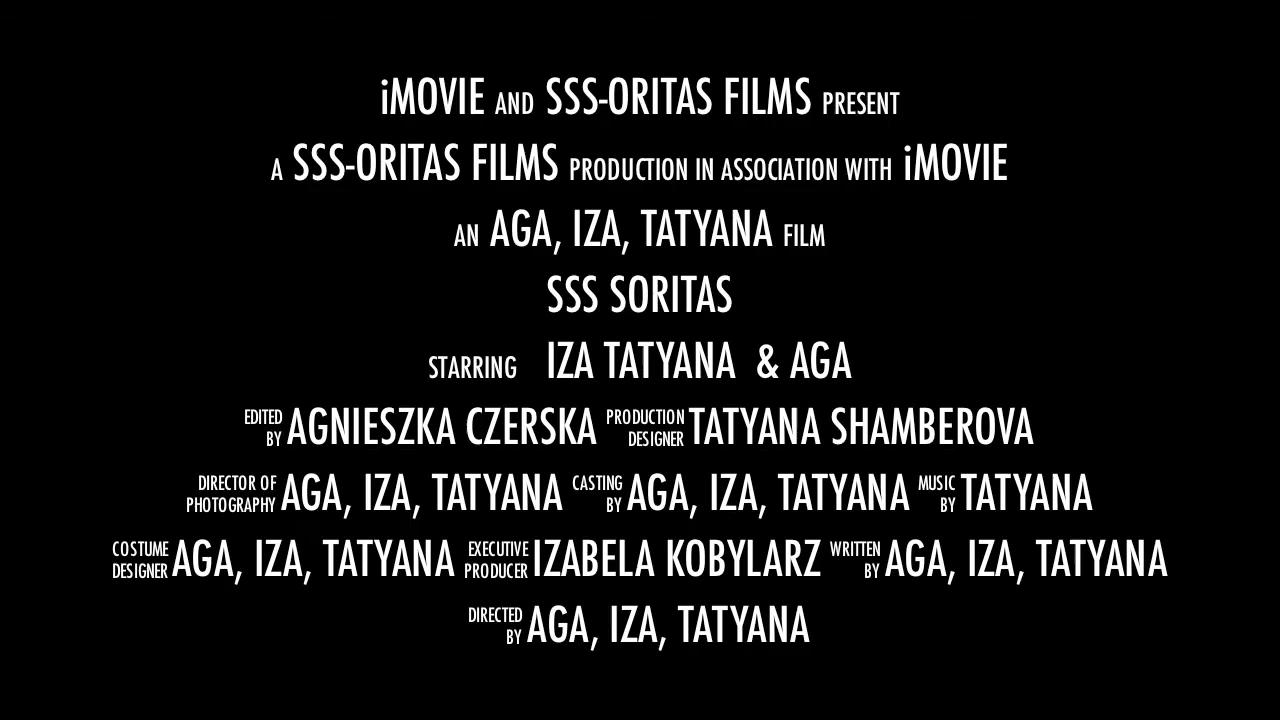 iMOVIE AND SSS-ORITAS FILMS PRESENT
A SSS-ORITAS FILMS PRODUCTION IN ASSOCIATION WITH iMOVIE
AN AGA, IZA, TATYANA FILM
SSS SORITAS
STARRING IZA TATYANA & AGA
EDITED BY AGNIESZKA CZERSKA PRODUCTION DESIGNER TATYANA SHAMBEROVA
DIRECTOR OF PHOTOGRAPHY AGA, IZA, TATYANA CASTING BY AGA, IZA, TATYANA MUSIC BY TATYANA
COSTUME DESIGNER AGA, IZA, TATYANA EXECUTIVE PRODUCER IZABELA KOBYLARZ WRITTEN BY AGA, IZA, TATYANA
DIRECTED BY AGA, IZA, TATYANA